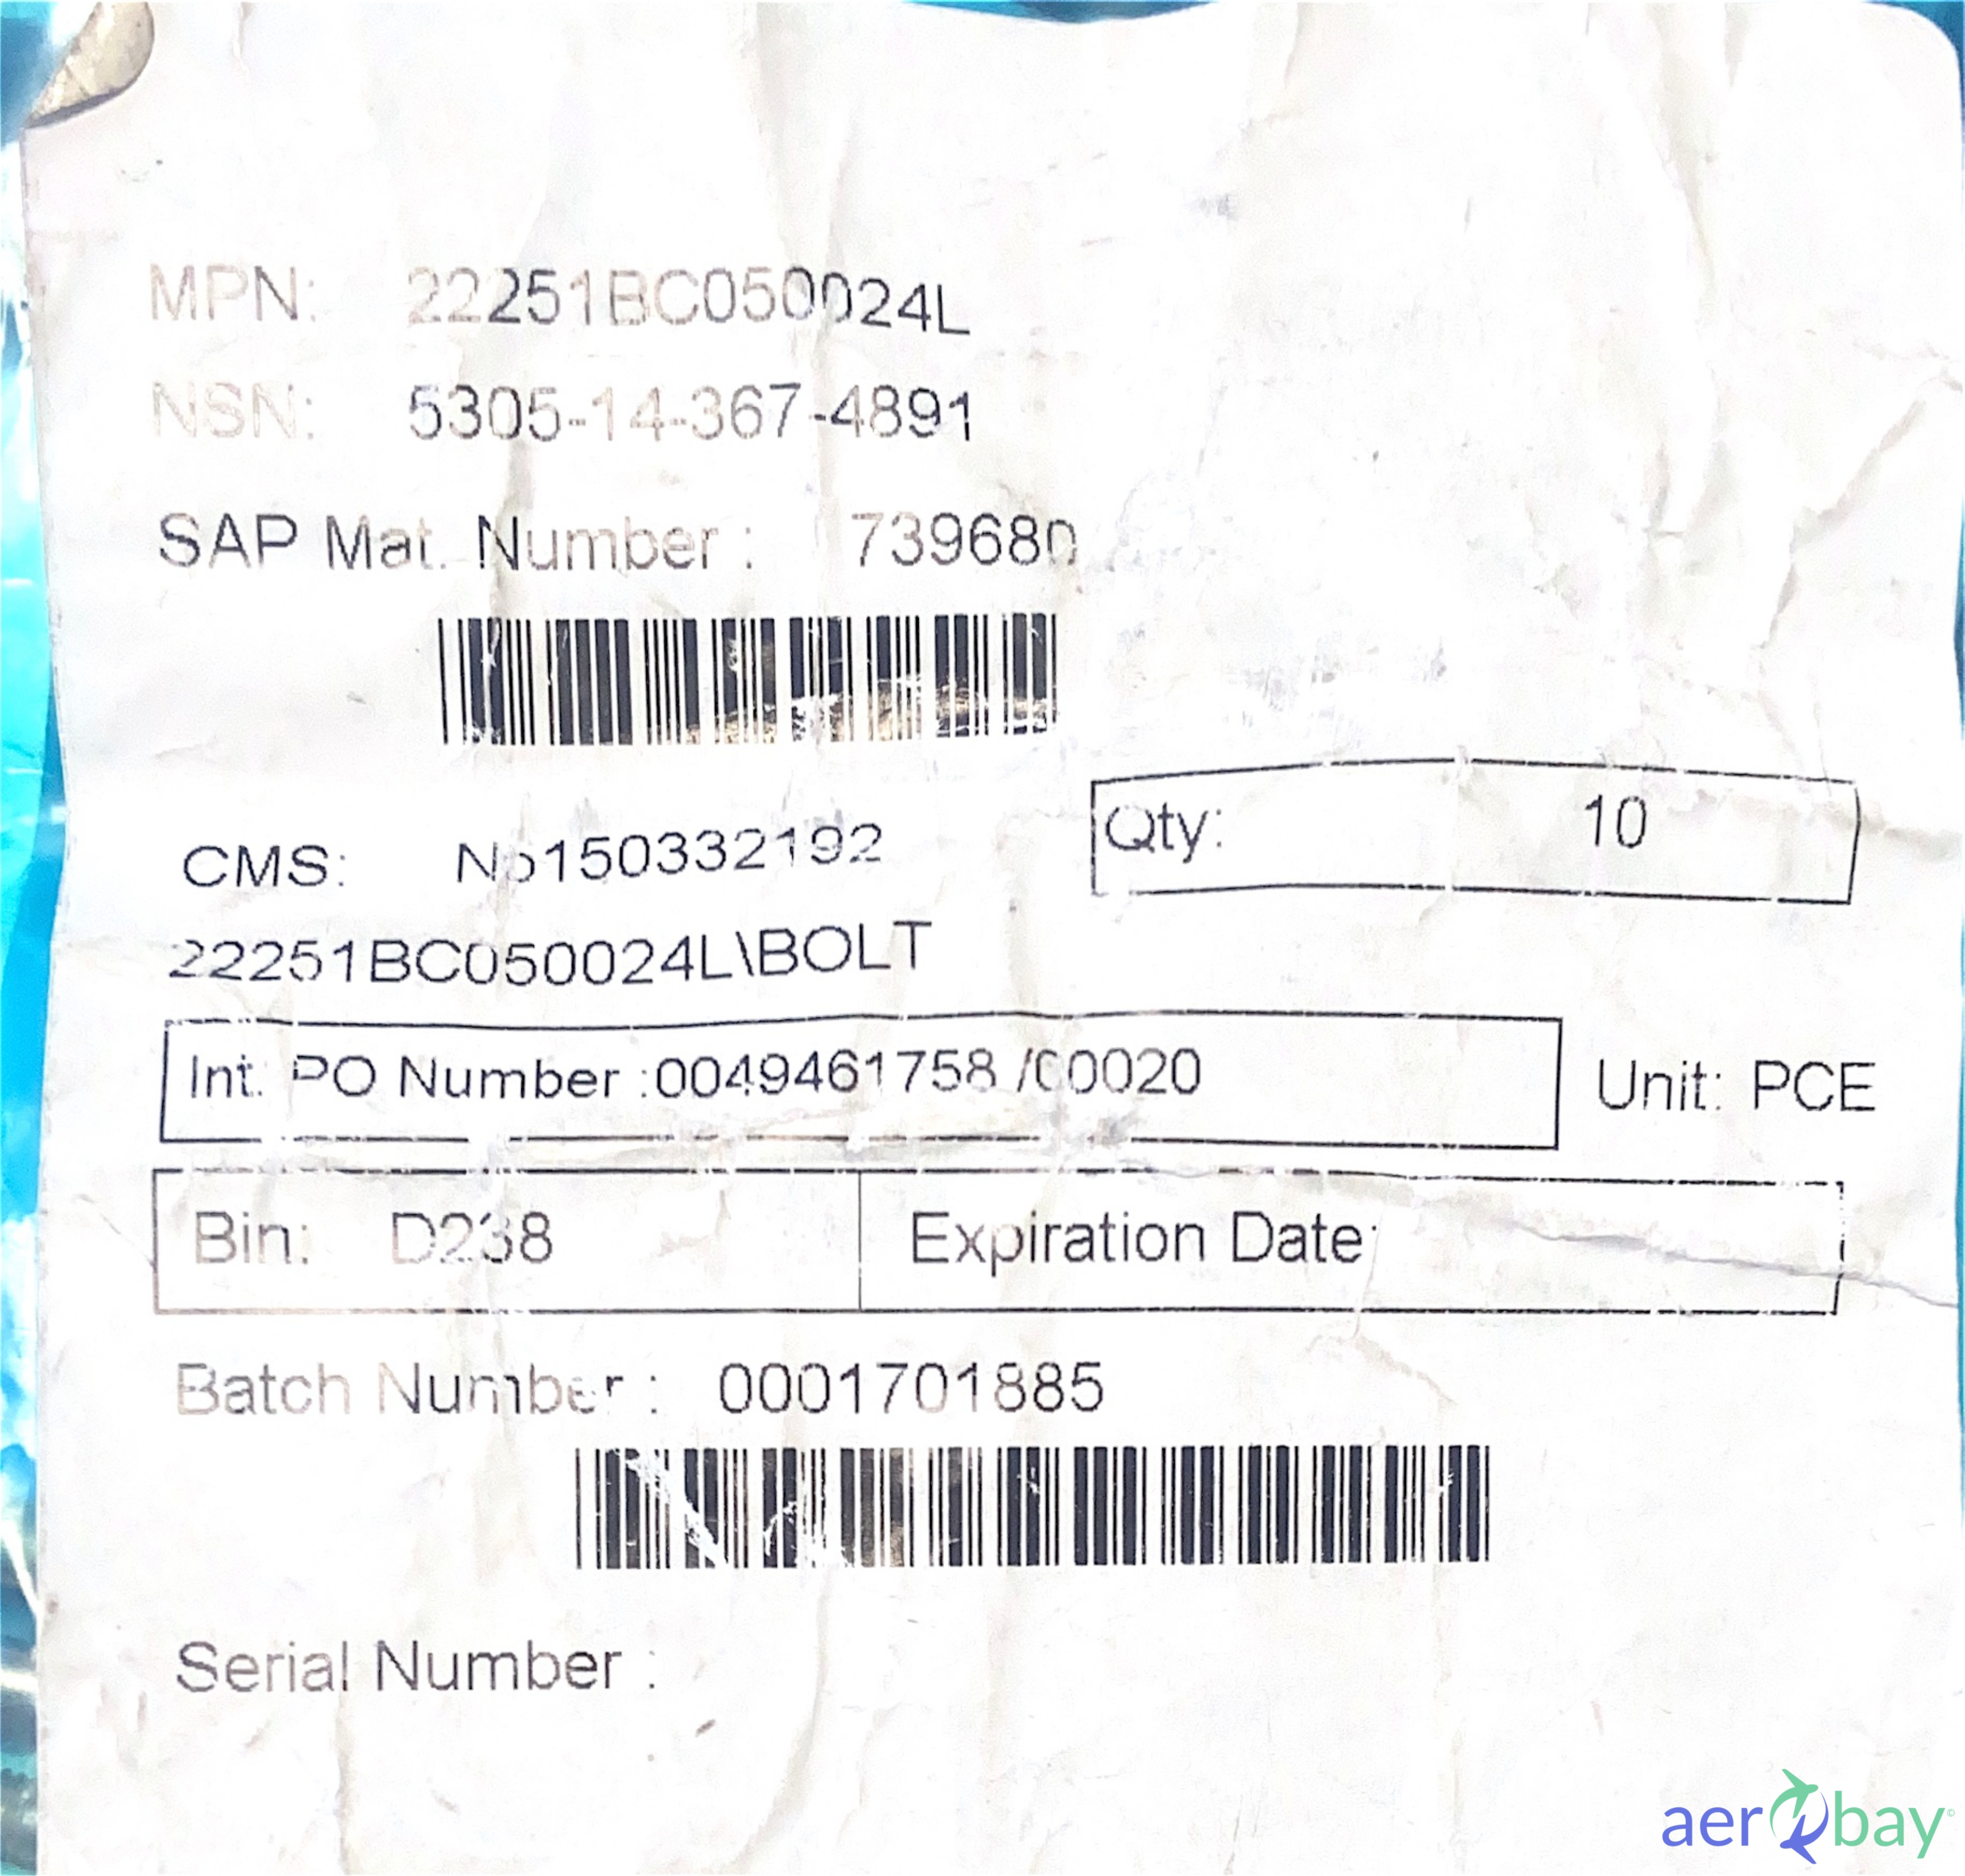 MPN: 22251BC050024L
NSN: 5305-14-367-4891
SAP Mat. Number : 739680
CMS: No150332192
Qty: 10
22251BC050024L\BOLT
Int. PO Number :0049461758 /00020
Unit: PCE
Bin: D238
Expiration Date:
Batch Number : 0001701885
Serial Number :
aerobay©